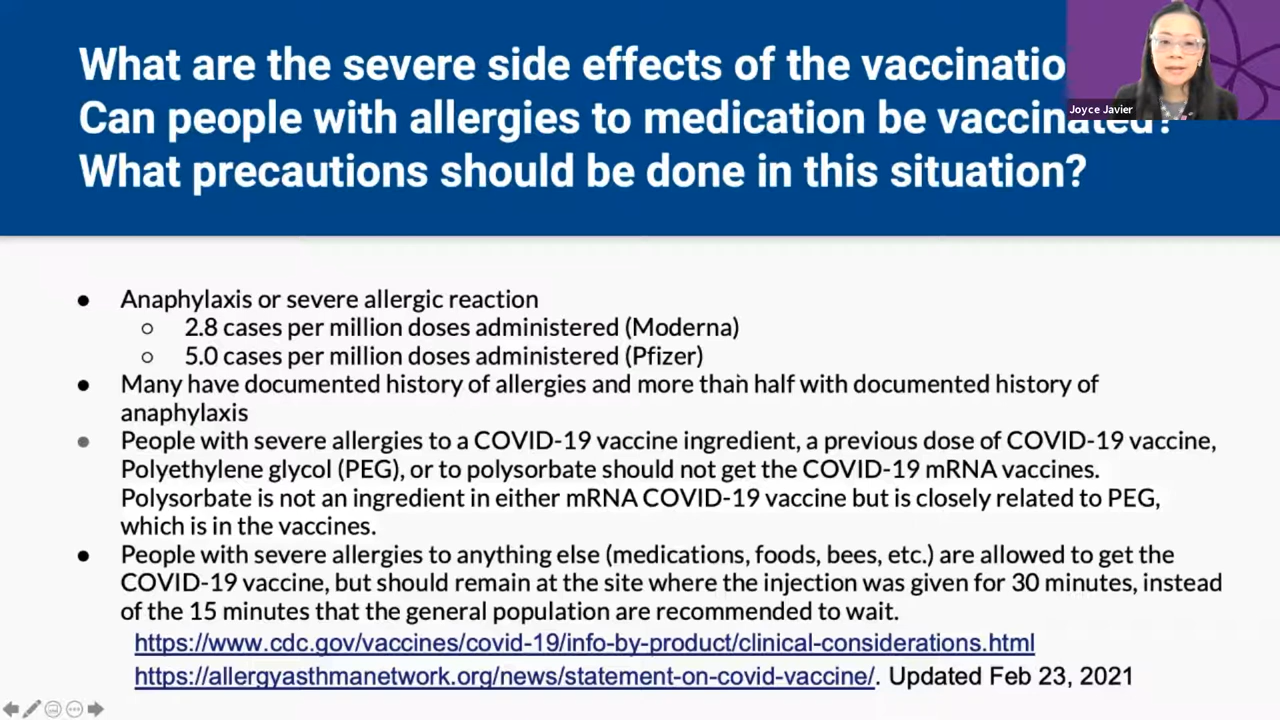 What are the severe side effects of the vaccinatio
Can people with allergies to medication be vaccinated?
What precautions should be done in this situation?
Joyce Javier
● Anaphylaxis or severe allergic reaction
○ 2.8 cases per million doses administered (Moderna)
○ 5.0 cases per million doses administered (Pfizer)
● Many have documented history of allergies and more than half with documented history of
anaphylaxis
● People with severe allergies to a COVID-19 vaccine ingredient, a previous dose of COVID-19 vaccine,
Polyethylene glycol (PEG), or to polysorbate should not get the COVID-19 mRNA vaccines.
Polysorbate is not an ingredient in either mRNA COVID-19 vaccine but is closely related to PEG,
which is in the vaccines.
● People with severe allergies to anything else (medications, foods, bees, etc.) are allowed to get the
COVID-19 vaccine, but should remain at the site where the injection was given for 30 minutes, instead
of the 15 minutes that the general population are recommended to wait.
https://www.cdc.gov/vaccines/covid-19/info-by-product/clinical-considerations.html
https://allergyasthmanetwork.org/news/statement-on-covid-vaccine/. Updated Feb 23, 2021